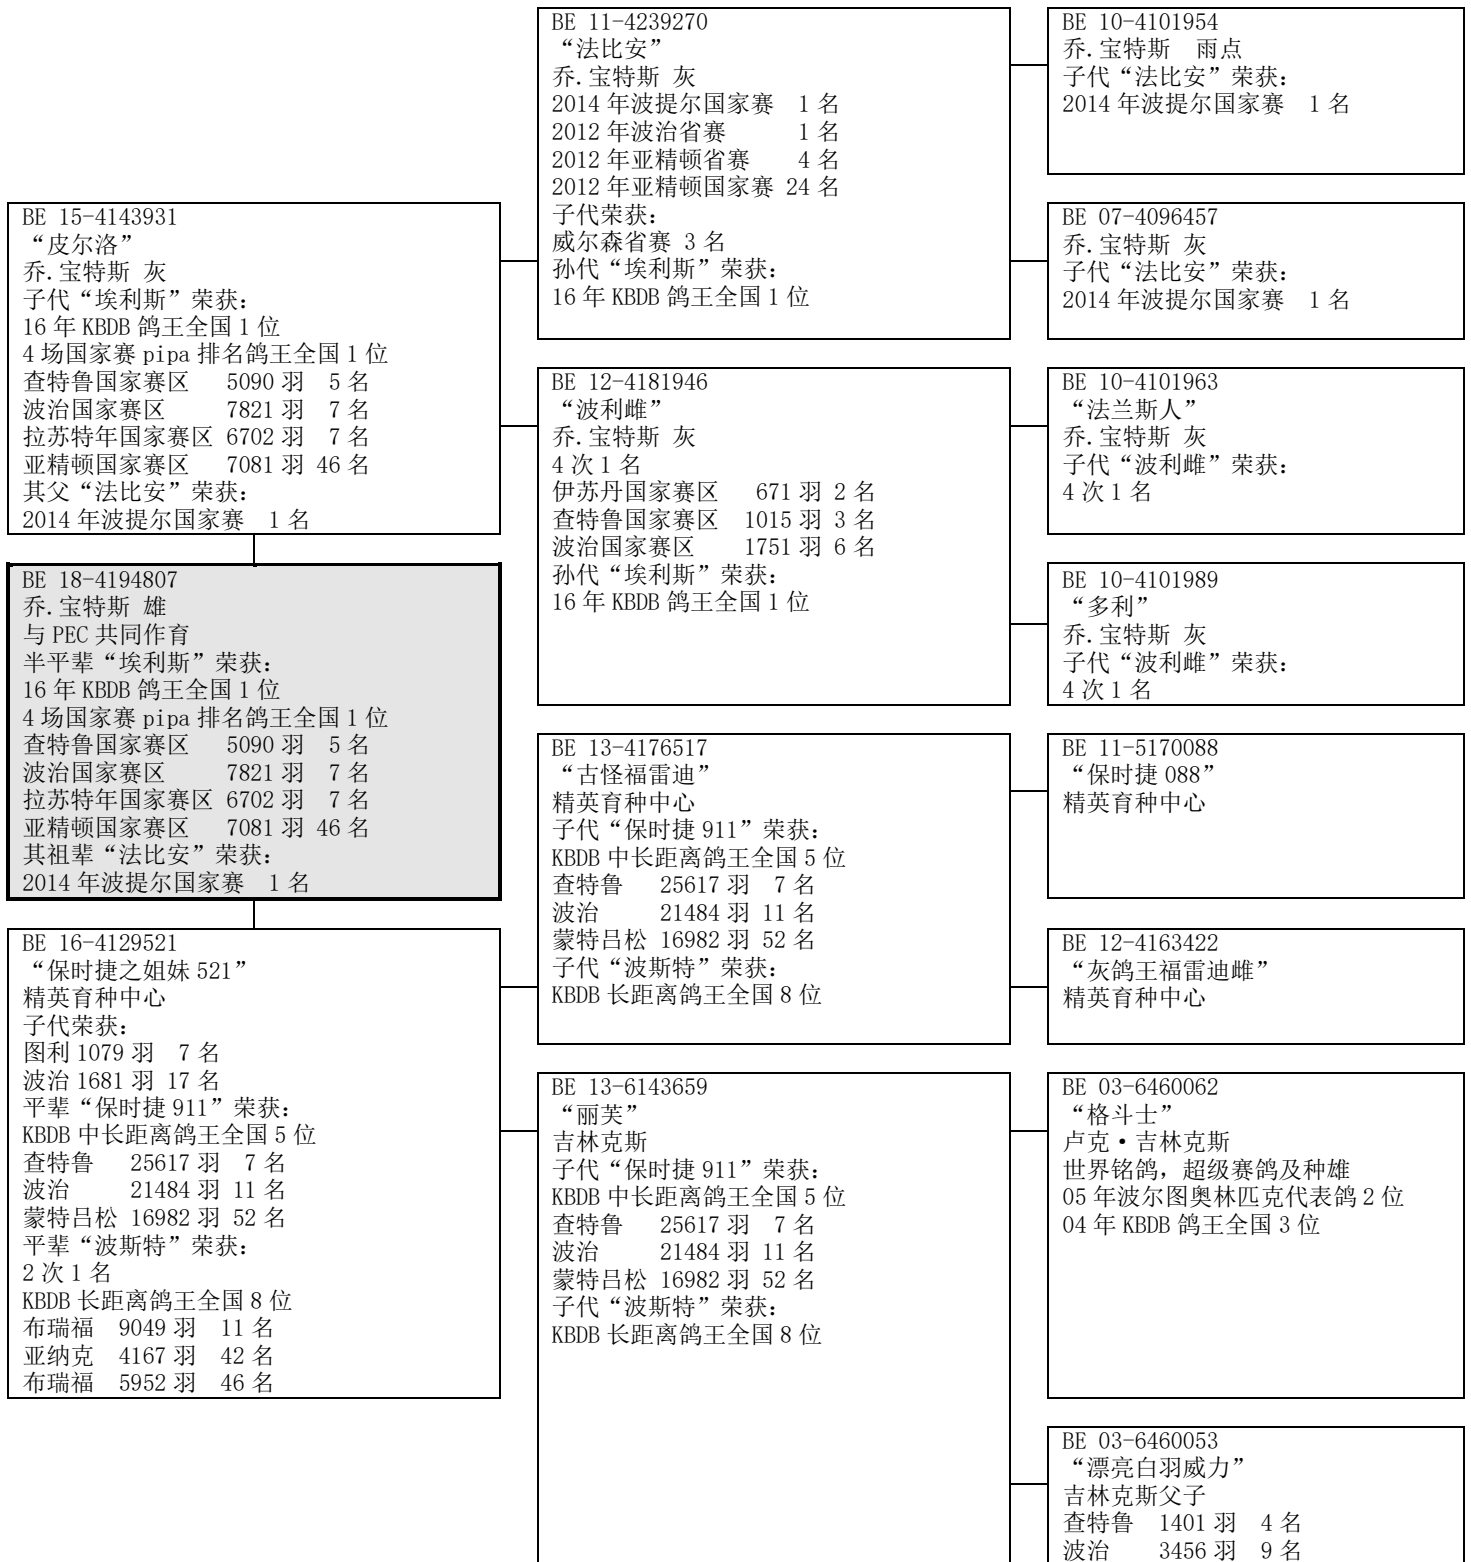 BE 11-4239270
“法比安”
乔.宝特斯 灰
2014 年波提尔国家赛 1 名
2012 年波治省赛 1 名
2012 年亚精顿省赛 4 名
2012 年亚精顿国家赛 24 名
子代荣获：
威尔森省赛 3 名
孙代“埃利斯”荣获：
16 年 KBDB 鸽王全国 1 位
BE 10-4101954
乔.宝特斯 雨点
子代“法比安”荣获：
2014 年波提尔国家赛 1 名
BE 07-4096457
乔.宝特斯 灰
子代“法比安”荣获：
2014 年波提尔国家赛 1 名
BE 15-4143931
“皮尔洛”
乔.宝特斯 灰
子代“埃利斯”荣获：
16 年 KBDB 鸽王全国 1 位
4 场国家赛 pipa 排名鸽王全国 1 位
查特鲁国家赛区 5090 羽 5 名
波治国家赛区 7821 羽 7 名
拉苏特年国家赛区 6702 羽 7 名
亚精顿国家赛区 7081 羽 46 名
其父“法比安”荣获：
2014 年波提尔国家赛 1 名
BE 12-4181946
“波利雌”
乔.宝特斯 灰
4 次 1 名
伊苏丹国家赛区 671 羽 2 名
查特鲁国家赛区 1015 羽 3 名
波治国家赛区 1751 羽 6 名
孙代“埃利斯”荣获：
16 年 KBDB 鸽王全国 1 位
BE 10-4101963
“法兰斯人”
乔.宝特斯 灰
子代“波利雌”荣获：
4 次 1 名
BE 10-4101989
“多利”
乔.宝特斯 灰
子代“波利雌”荣获：
4 次 1 名
BE 18-4194807
乔.宝特斯 雄
与 PEC 共同作育
半平辈“埃利斯”荣获：
16 年 KBDB 鸽王全国 1 位
4 场国家赛 pipa 排名鸽王全国 1 位
查特鲁国家赛区 5090 羽 5 名
波治国家赛区 7821 羽 7 名
拉苏特年国家赛区 6702 羽 7 名
亚精顿国家赛区 7081 羽 46 名
其祖辈“法比安”荣获：
2014 年波提尔国家赛 1 名
BE 13-4176517
“古怪福雷迪”
精英育种中心
子代“保时捷 911”荣获：
KBDB 中长距离鸽王全国 5 位
查特鲁 25617 羽 7 名
波治 21484 羽 11 名
蒙特吕松 16982 羽 52 名
子代“波斯特”荣获：
KBDB 长距离鸽王全国 8 位
BE 11-5170088
“保时捷 088”
精英育种中心
BE 12-4163422
“灰鸽王福雷迪雌”
精英育种中心
BE 16-4129521
“保时捷之姐妹 521”
精英育种中心
子代荣获：
图利 1079 羽 7 名
波治 1681 羽 17 名
平辈“保时捷 911”荣获：
KBDB 中长距离鸽王全国 5 位
查特鲁 25617 羽 7 名
波治 21484 羽 11 名
蒙特吕松 16982 羽 52 名
平辈“波斯特”荣获：
2 次 1 名
KBDB 长距离鸽王全国 8 位
布瑞福 9049 羽 11 名
亚纳克 4167 羽 42 名
布瑞福 5952 羽 46 名
BE 13-6143659
“丽芙”
吉林克斯
子代“保时捷 911”荣获：
KBDB 中长距离鸽王全国 5 位
查特鲁 25617 羽 7 名
波治 21484 羽 11 名
蒙特吕松 16982 羽 52 名
子代“波斯特”荣获：
KBDB 长距离鸽王全国 8 位
BE 03-6460062
“格斗士”
卢克•吉林克斯
世界铭鸽，超级赛鸽及种雄
05 年波尔图奥林匹克代表鸽 2 位
04 年 KBDB 鸽王全国 3 位
BE 03-6460053
“漂亮白羽威力”
吉林克斯父子
查特鲁 1401 羽 4 名
波治 3456 羽 9 名